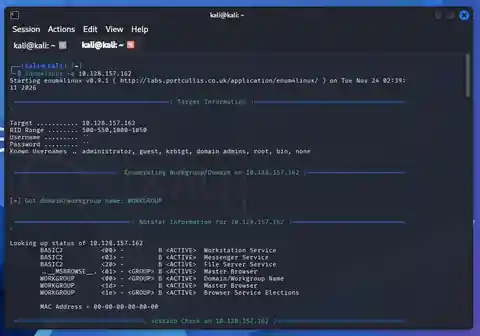 kali@kali: ~
Session Actions Edit View Help
kali@kali: ~ kali@kali: ~
(kali㉿kali)-[~]
$ enum4linux -a 10.128.157.162
Starting enum4linux v0.9.1 ( http://labs.portcullis.co.uk/application/enum4linux/ ) on Tue Nov 24 02:39:
11 2026
( Target Information )
Target ........... 10.128.157.162
RID Range ........ 500-550,1000-1050
Username ......... ''
Password ......... ''
Known Usernames .. administrator, guest, krbtgt, domain admins, root, bin, none
( Enumerating Workgroup/Domain on 10.128.157.162 )
[+] Got domain/workgroup name: WORKGROUP
( Nbtstat Information for 10.128.157.162 )
Looking up status of 10.128.157.162
BASIC2 <00> - B <ACTIVE> Workstation Service
BASIC2 <03> - B <ACTIVE> Messenger Service
BASIC2 <20> - B <ACTIVE> File Server Service
..__MSBROWSE__. <01> - <GROUP> B <ACTIVE> Master Browser
WORKGROUP <00> - <GROUP> B <ACTIVE> Domain/Workgroup Name
WORKGROUP <1d> - B <ACTIVE> Master Browser
WORKGROUP <1e> - <GROUP> B <ACTIVE> Browser Service Elections
MAC Address = 00-00-00-00-00-00
( Session Check on 10.128.157.162 )